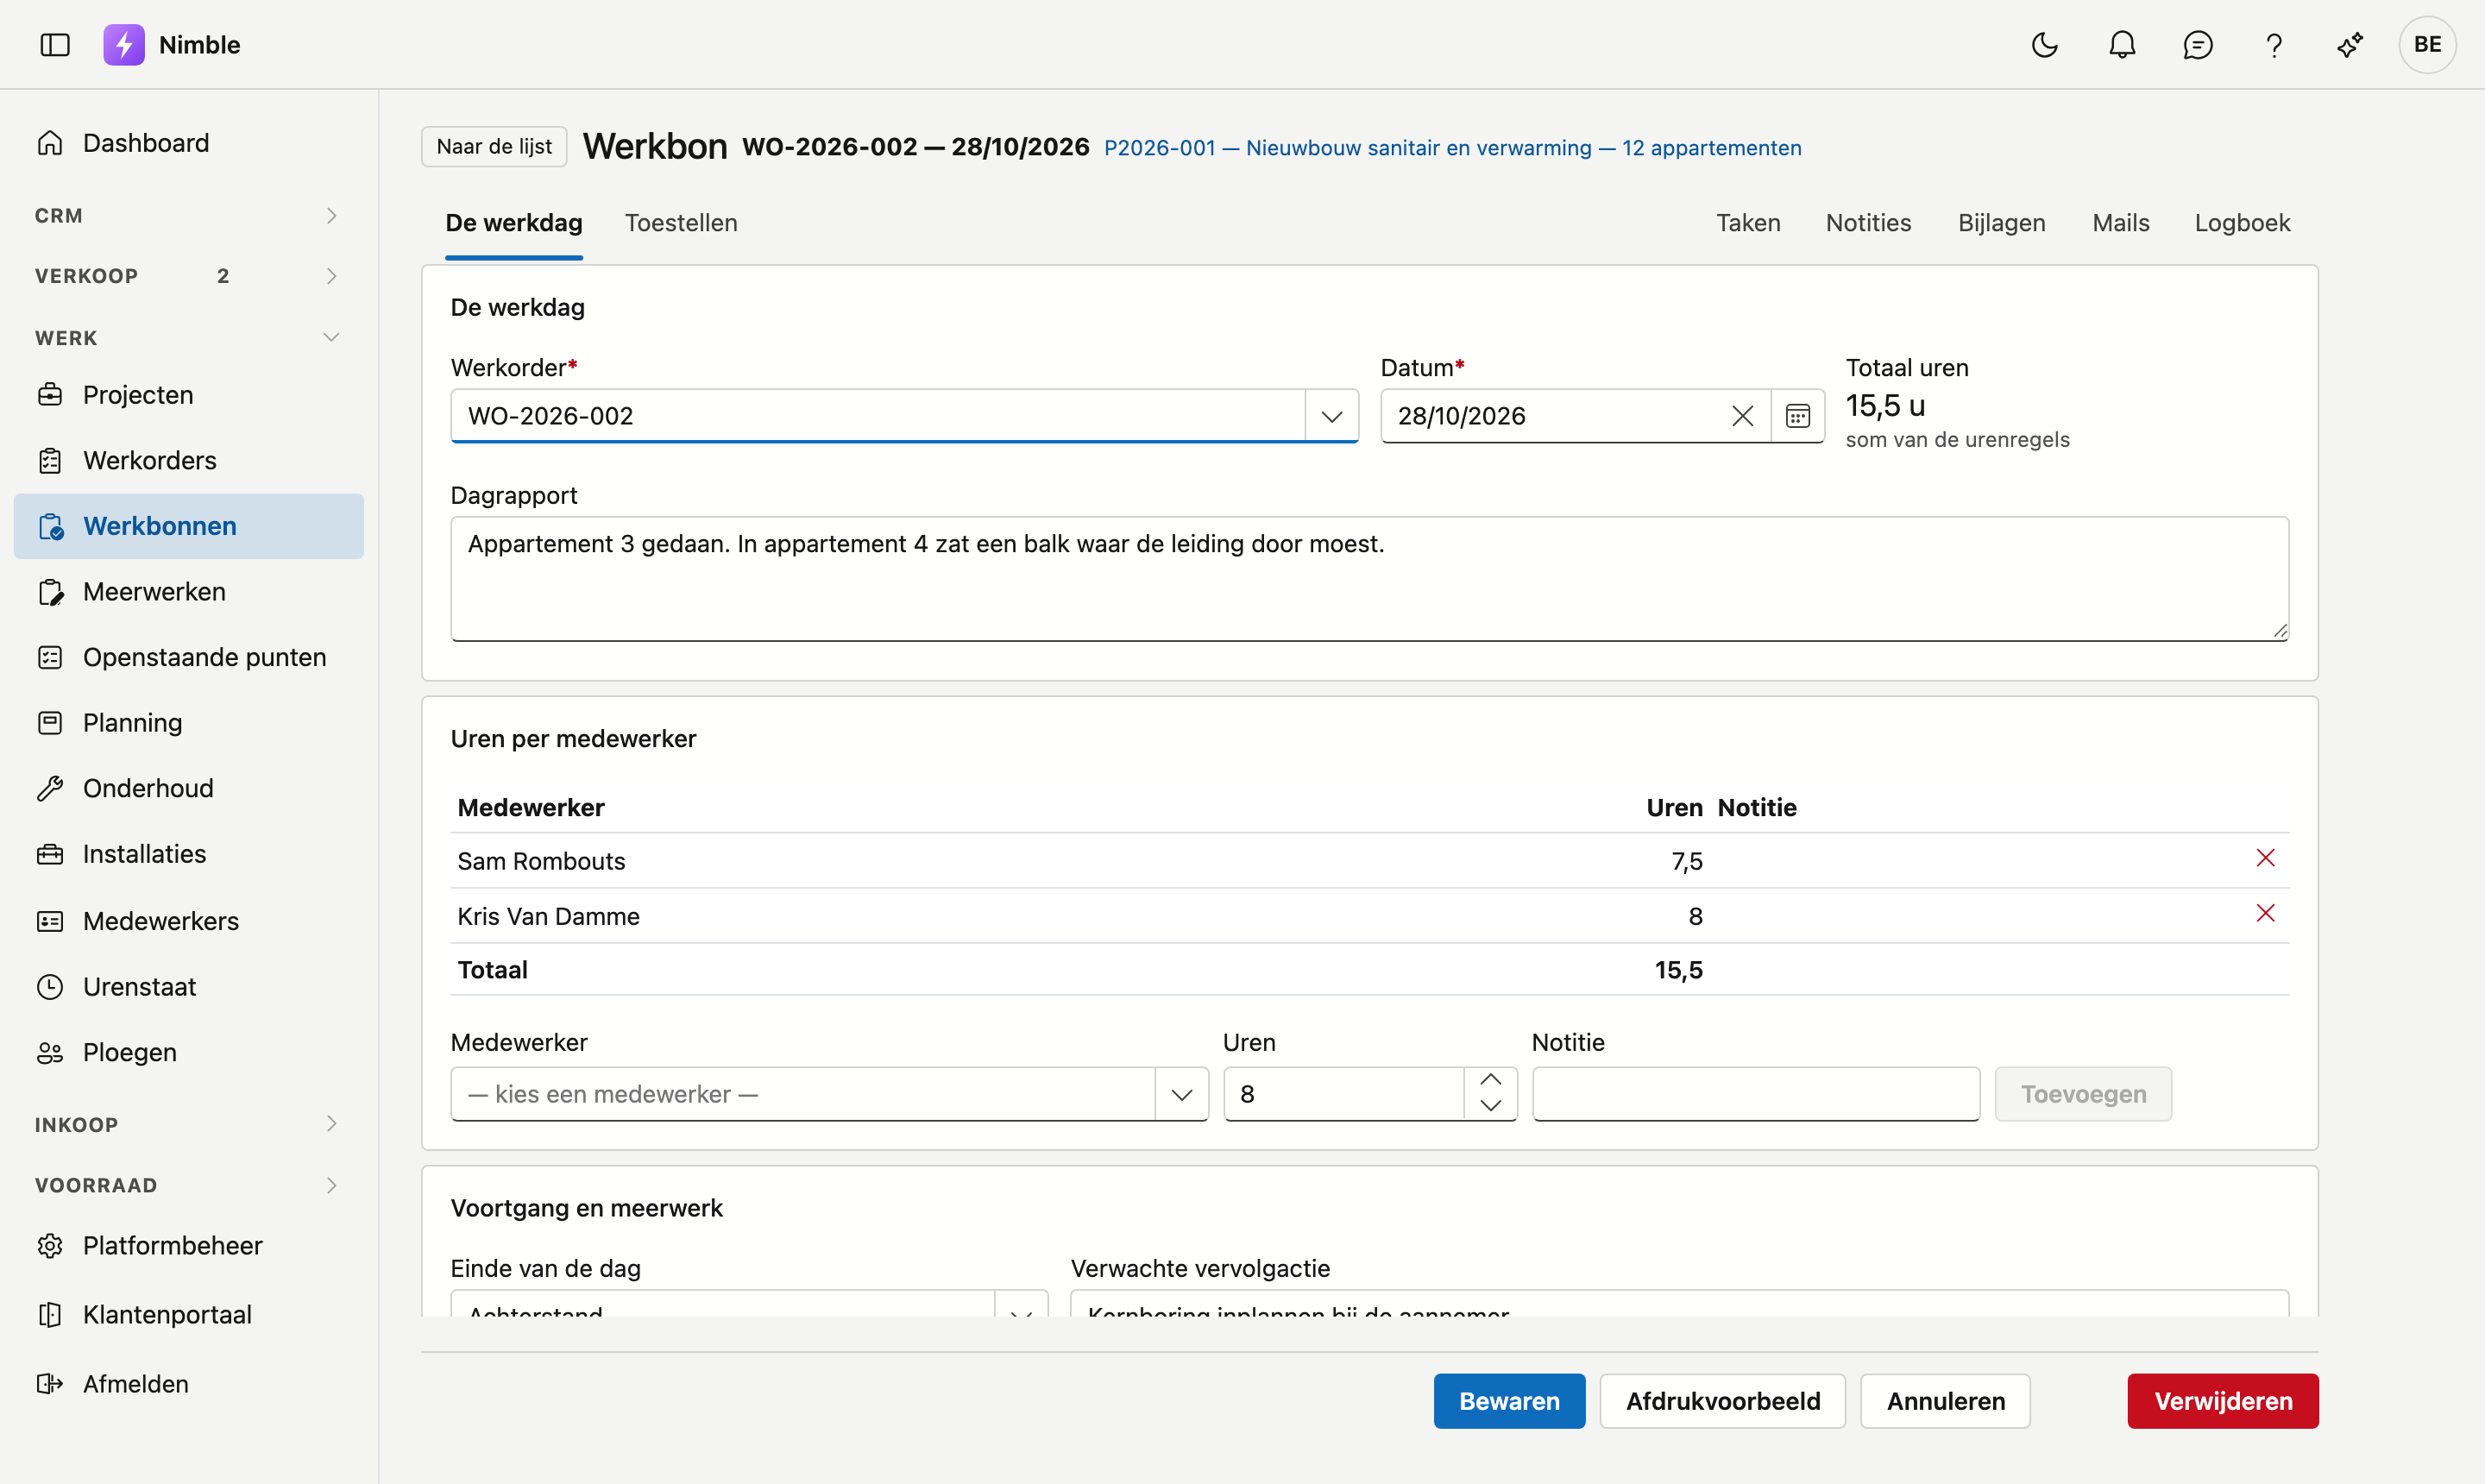 Nimble
BE
Dashboard
CRM
VERKOOP 2
WERK
Projecten
Werkorders
Werkbonnen
Meerwerken
Openstaande punten
Planning
Onderhoud
Installaties
Medewerkers
Urenstaat
Ploegen
INKOOP
VOORRAAD
Platformbeheer
Klantenportaal
Afmelden
Naar de lijst Werkbon WO-2026-002 — 28/10/2026 P2026-001 — Nieuwbouw sanitair en verwarming — 12 appartementen
De werkdag Toestellen Taken Notities Bijlagen Mails Logboek
De werkdag
Werkorder* Datum* Totaal uren
WO-2026-002 28/10/2026 15,5 u
som van de urenregels
Dagrapport
Appartement 3 gedaan. In appartement 4 zat een balk waar de leiding door moest.
Uren per medewerker
Medewerker Uren Notitie
Sam Rombouts 7,5
Kris Van Damme 8
Totaal 15,5
Medewerker Uren Notitie
— kies een medewerker — 8 Toevoegen
Voortgang en meerwerk
Einde van de dag Verwachte vervolgactie
Achterstand Kernboring inplannen bij de aannemer
Bewaren Afdrukvoorbeeld Annuleren Verwijderen